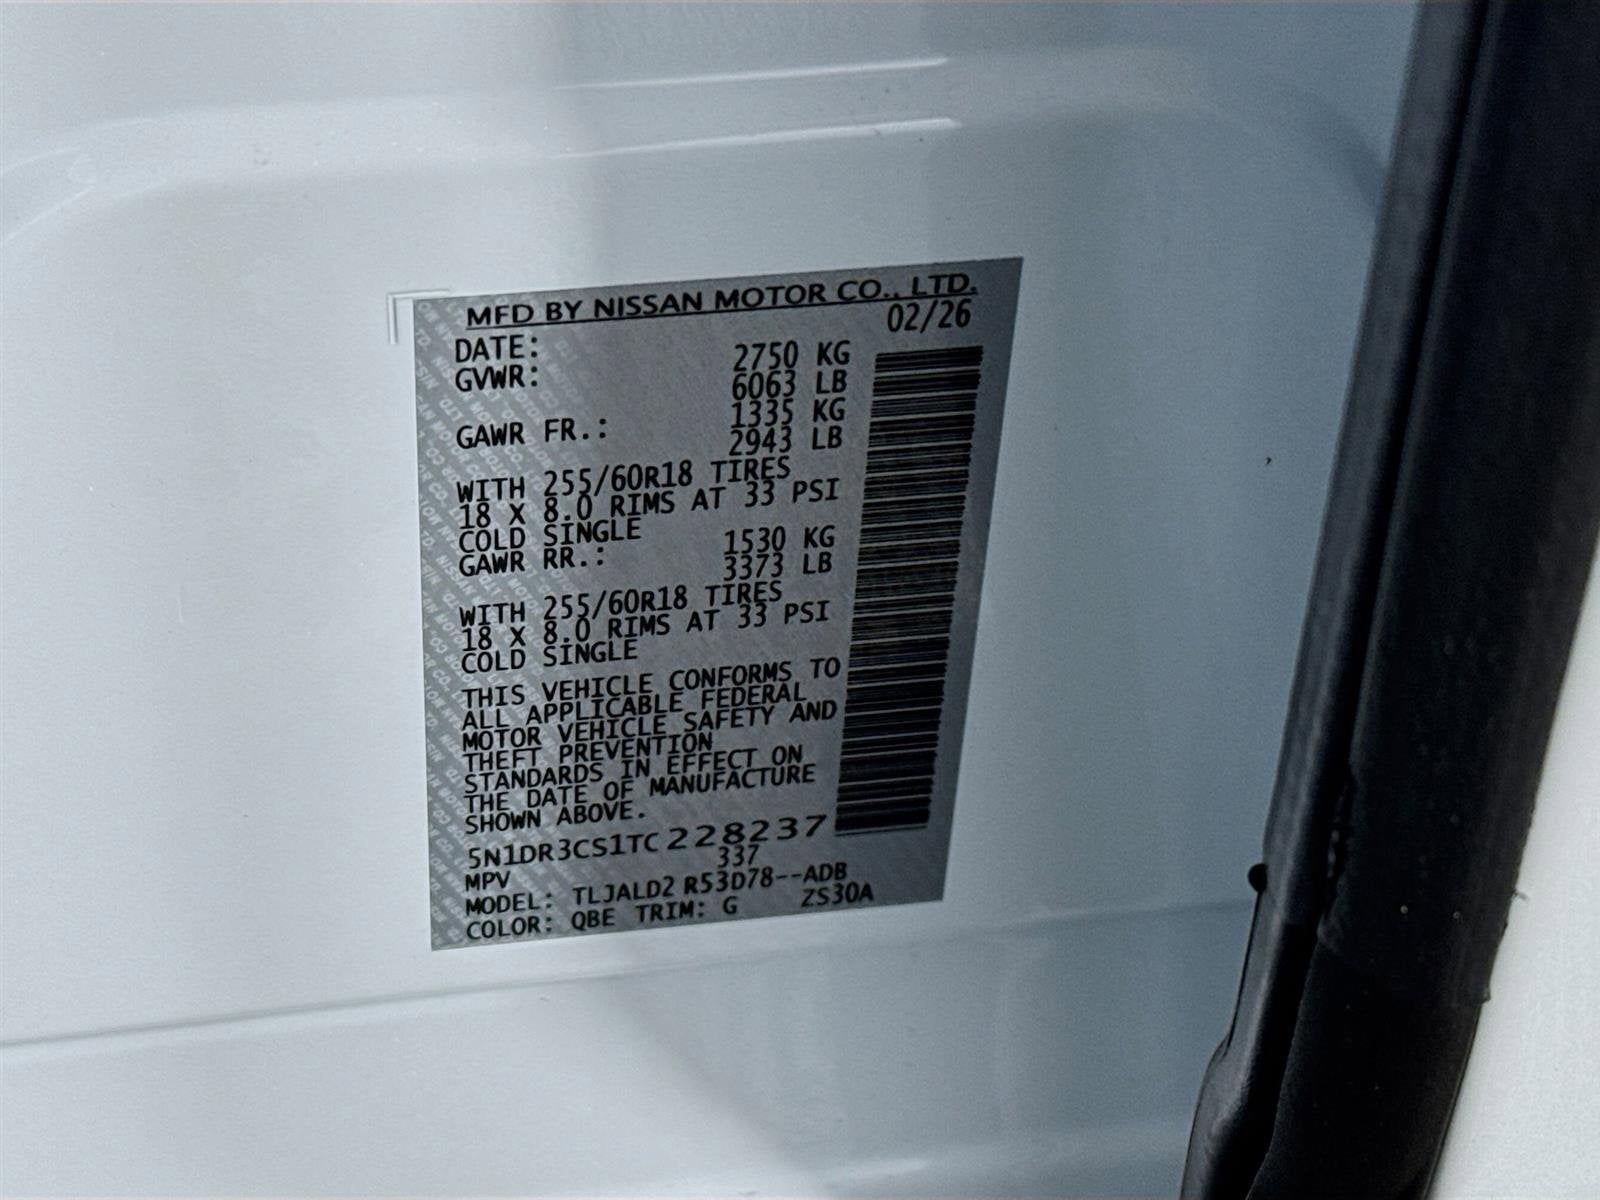 MFD BY NISSAN MOTOR CO., LTD.
DATE: 02/26
GVWR: 2750 KG
6063 LB
GAWR FR.: 1335 KG
2943 LB
WITH 255/60R18 TIRES
18 X 8.0 RIMS AT 33 PSI
COLD SINGLE
GAWR RR.: 1530 KG
3373 LB
WITH 255/60R18 TIRES
18 X 8.0 RIMS AT 33 PSI
COLD SINGLE
THIS VEHICLE CONFORMS TO
ALL APPLICABLE FEDERAL
MOTOR VEHICLE SAFETY AND
THEFT PREVENTION
STANDARDS IN EFFECT ON
THE DATE OF MANUFACTURE
SHOWN ABOVE.
5N1DR3CS1TC228237
MPV 337
MODEL: TLJALD2 R53D78--ADB
COLOR: QBE TRIM: G ZS30A